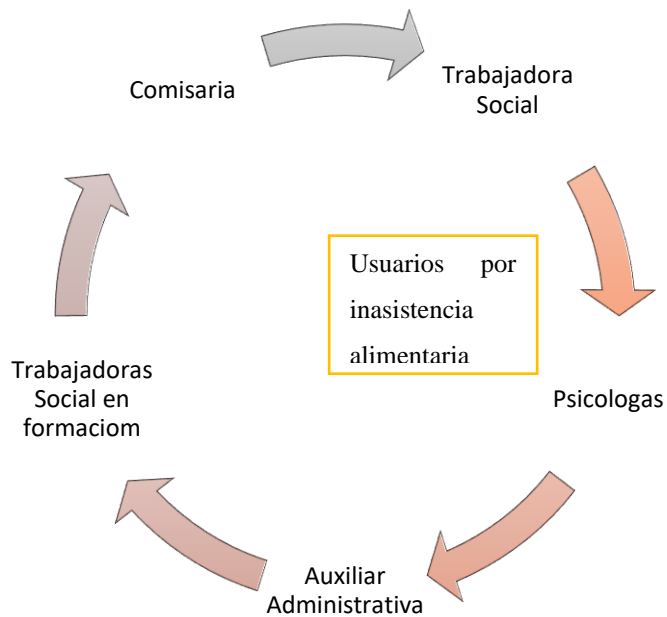 Comisaria
Trabajadora
Social
Usuarios por
inasistencia
alimentaria
Psicologas
Auxiliar
Administrativa
Trabajadoras
Social en
formaciom